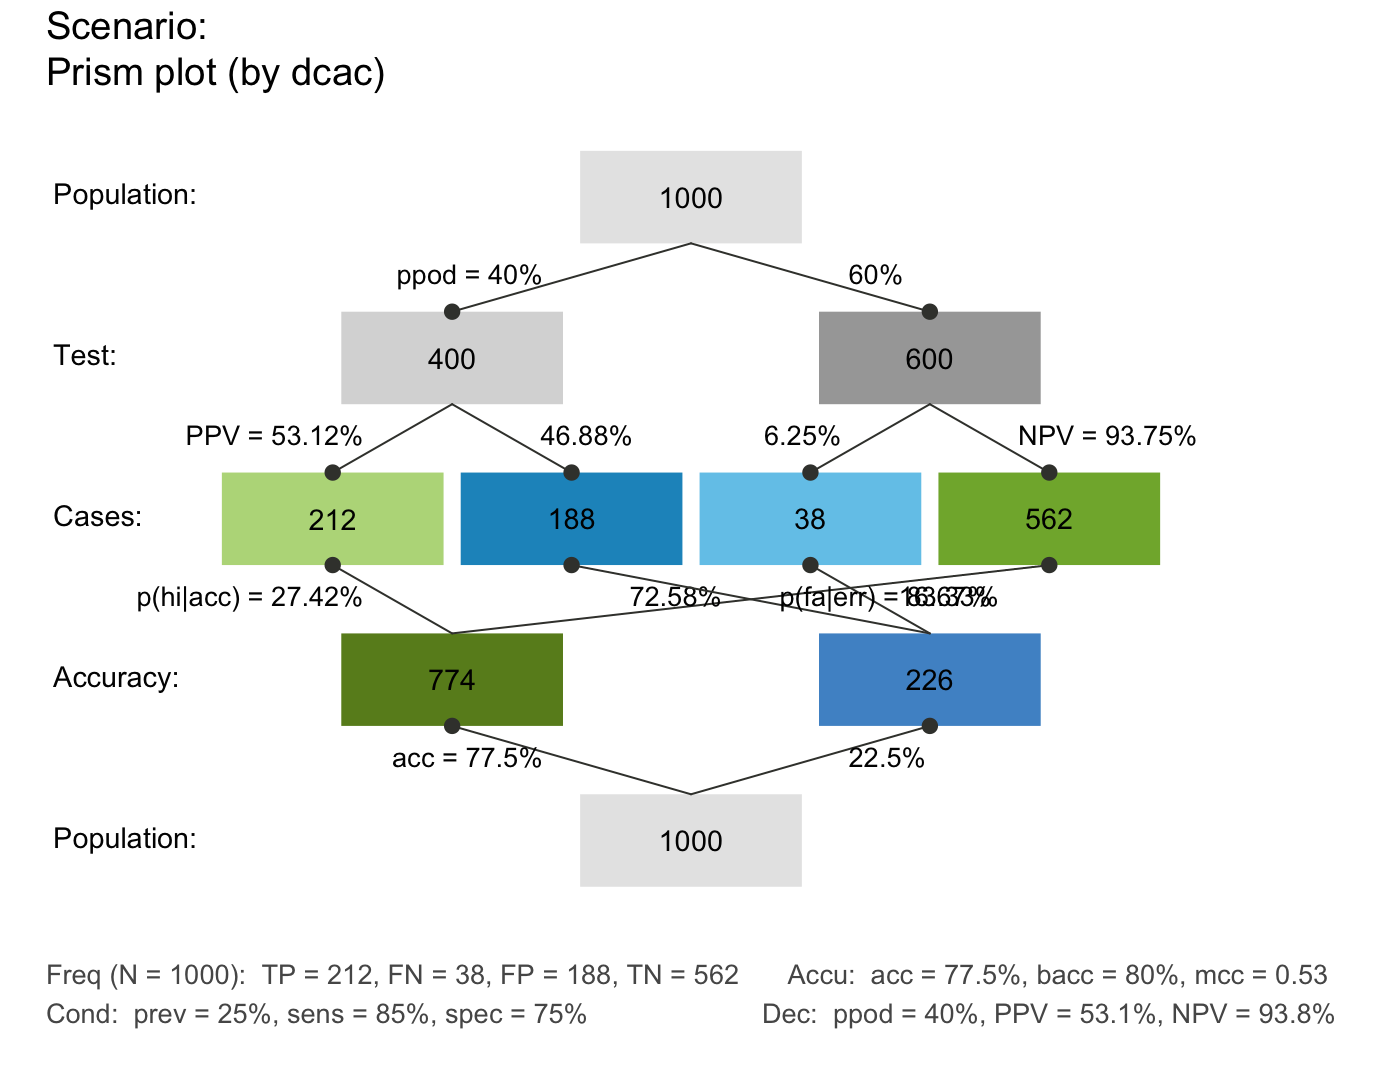 Scenario:
Prism plot (by dcac)
Population:
1000
ppod = 40%
60%
Test:
400
600
PPV = 53.12%
46.88%
6.25%
NPV = 93.75%
Cases:
212
188
38
562
p(hi|acc) = 27.42%
72.58%
p(fa|err) =
Accuracy:
774
226
acc = 77.5%
22.5%
Population:
1000
Freq (N = 1000):  TP = 212, FN = 38, FP = 188, TN = 562
Accu:  acc = 77.5%, bacc = 80%, mcc = 0.53
Cond:  prev = 25%, sens = 85%, spec = 75%
Dec:  ppod = 40%, PPV = 53.1%, NPV = 93.8%